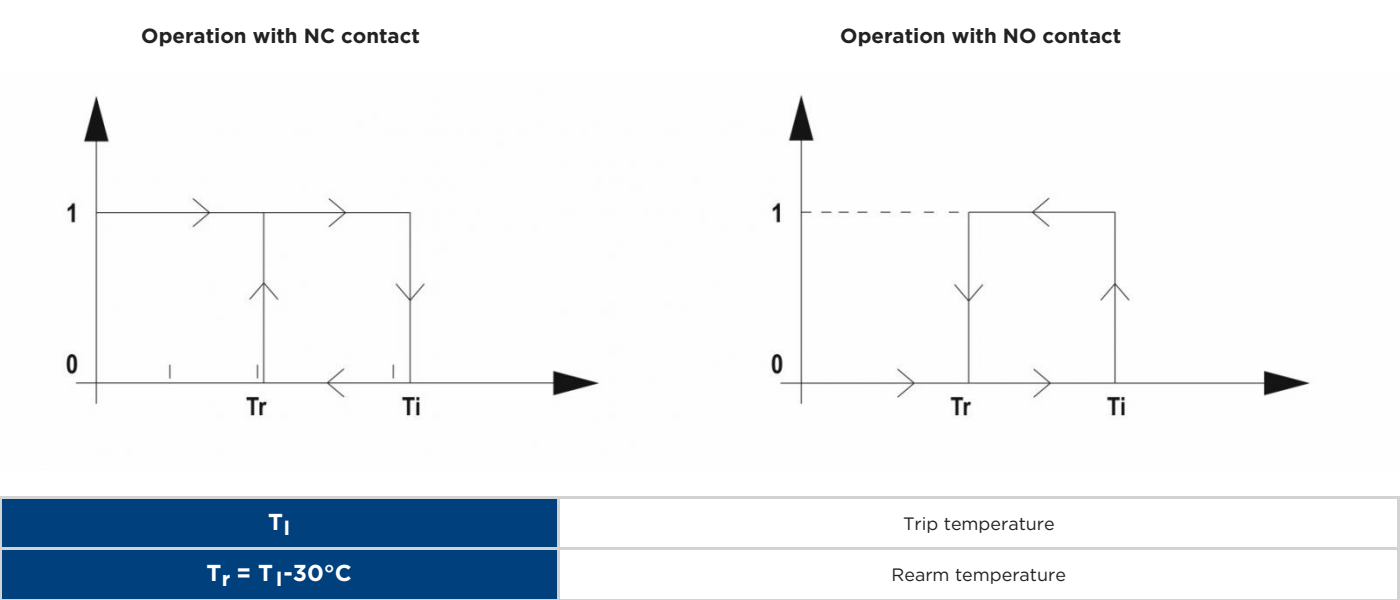 Operation with NC contact
Operation with NO contact
1
0
Tr
Ti
1
0
Tr
Ti
TI
Trip temperature
Tr = TI-30°C
Rearm temperature